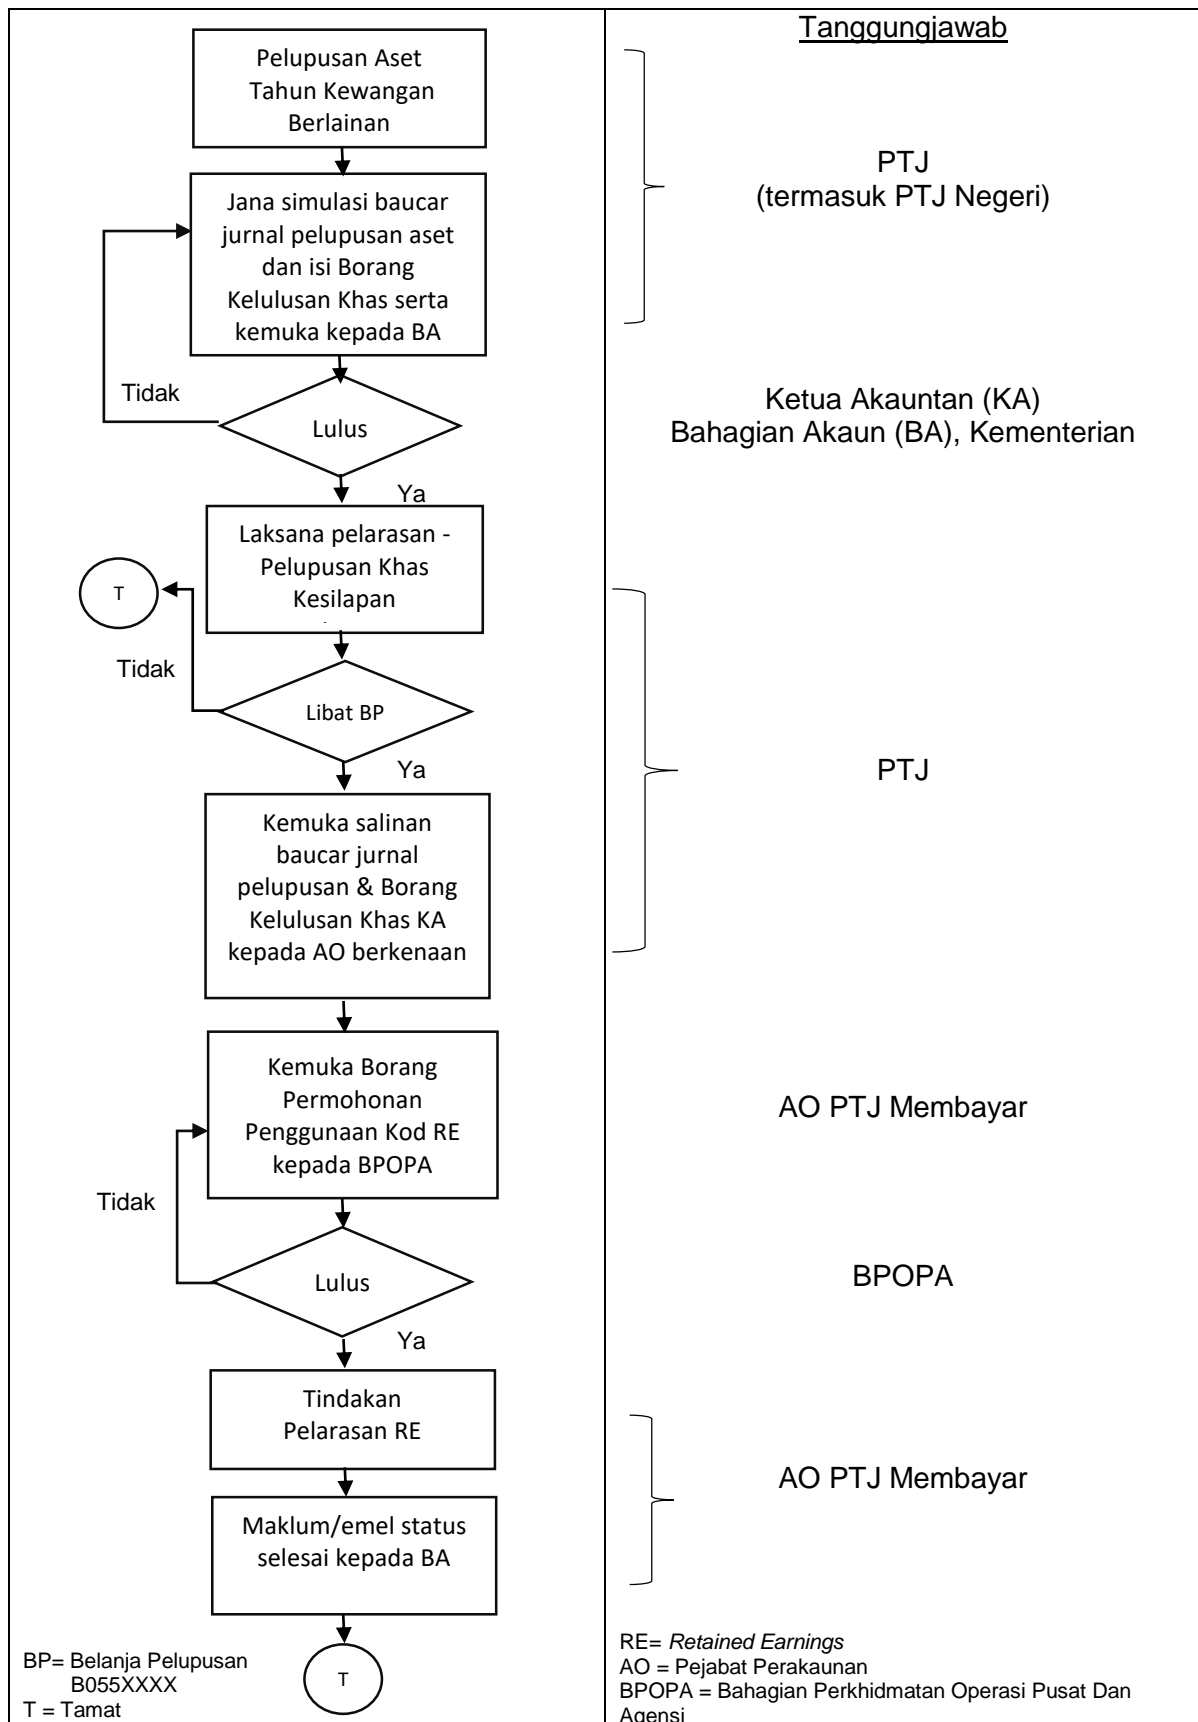 Tanggungjawab
Pelupusan Aset
Tahun Kewangan
Berlainan
PTJ
(termasuk PTJ Negeri)
Jana simulasi baucar
jurnal pelupusan aset
dan isi Borang
Kelulusan Khas serta
kemuka kepada BA
Tidak
Lulus
Ketua Akauntan (KA)
Bahagian Akaun (BA), Kementerian
Ya
Laksana pelarasan -
Pelupusan Khas
Kesilapan
T
Tidak
Libat BP
Ya
PTJ
Kemuka salinan
baucar jurnal
pelupusan & Borang
Kelulusan Khas KA
kepada AO berkenaan
Kemuka Borang
Permohonan
Penggunaan Kod RE
kepada BPOPA
AO PTJ Membayar
Tidak
Lulus
BPOPA
Ya
Tindakan
Pelarasan RE
AO PTJ Membayar
Maklum/emel status
selesai kepada BA
T
BP= Belanja Pelupusan
B055XXXX
T = Tamat
RE= Retained Earnings
AO = Pejabat Perakaunan
BPOPA = Bahagian Perkhidmatan Operasi Pusat Dan
Agensi